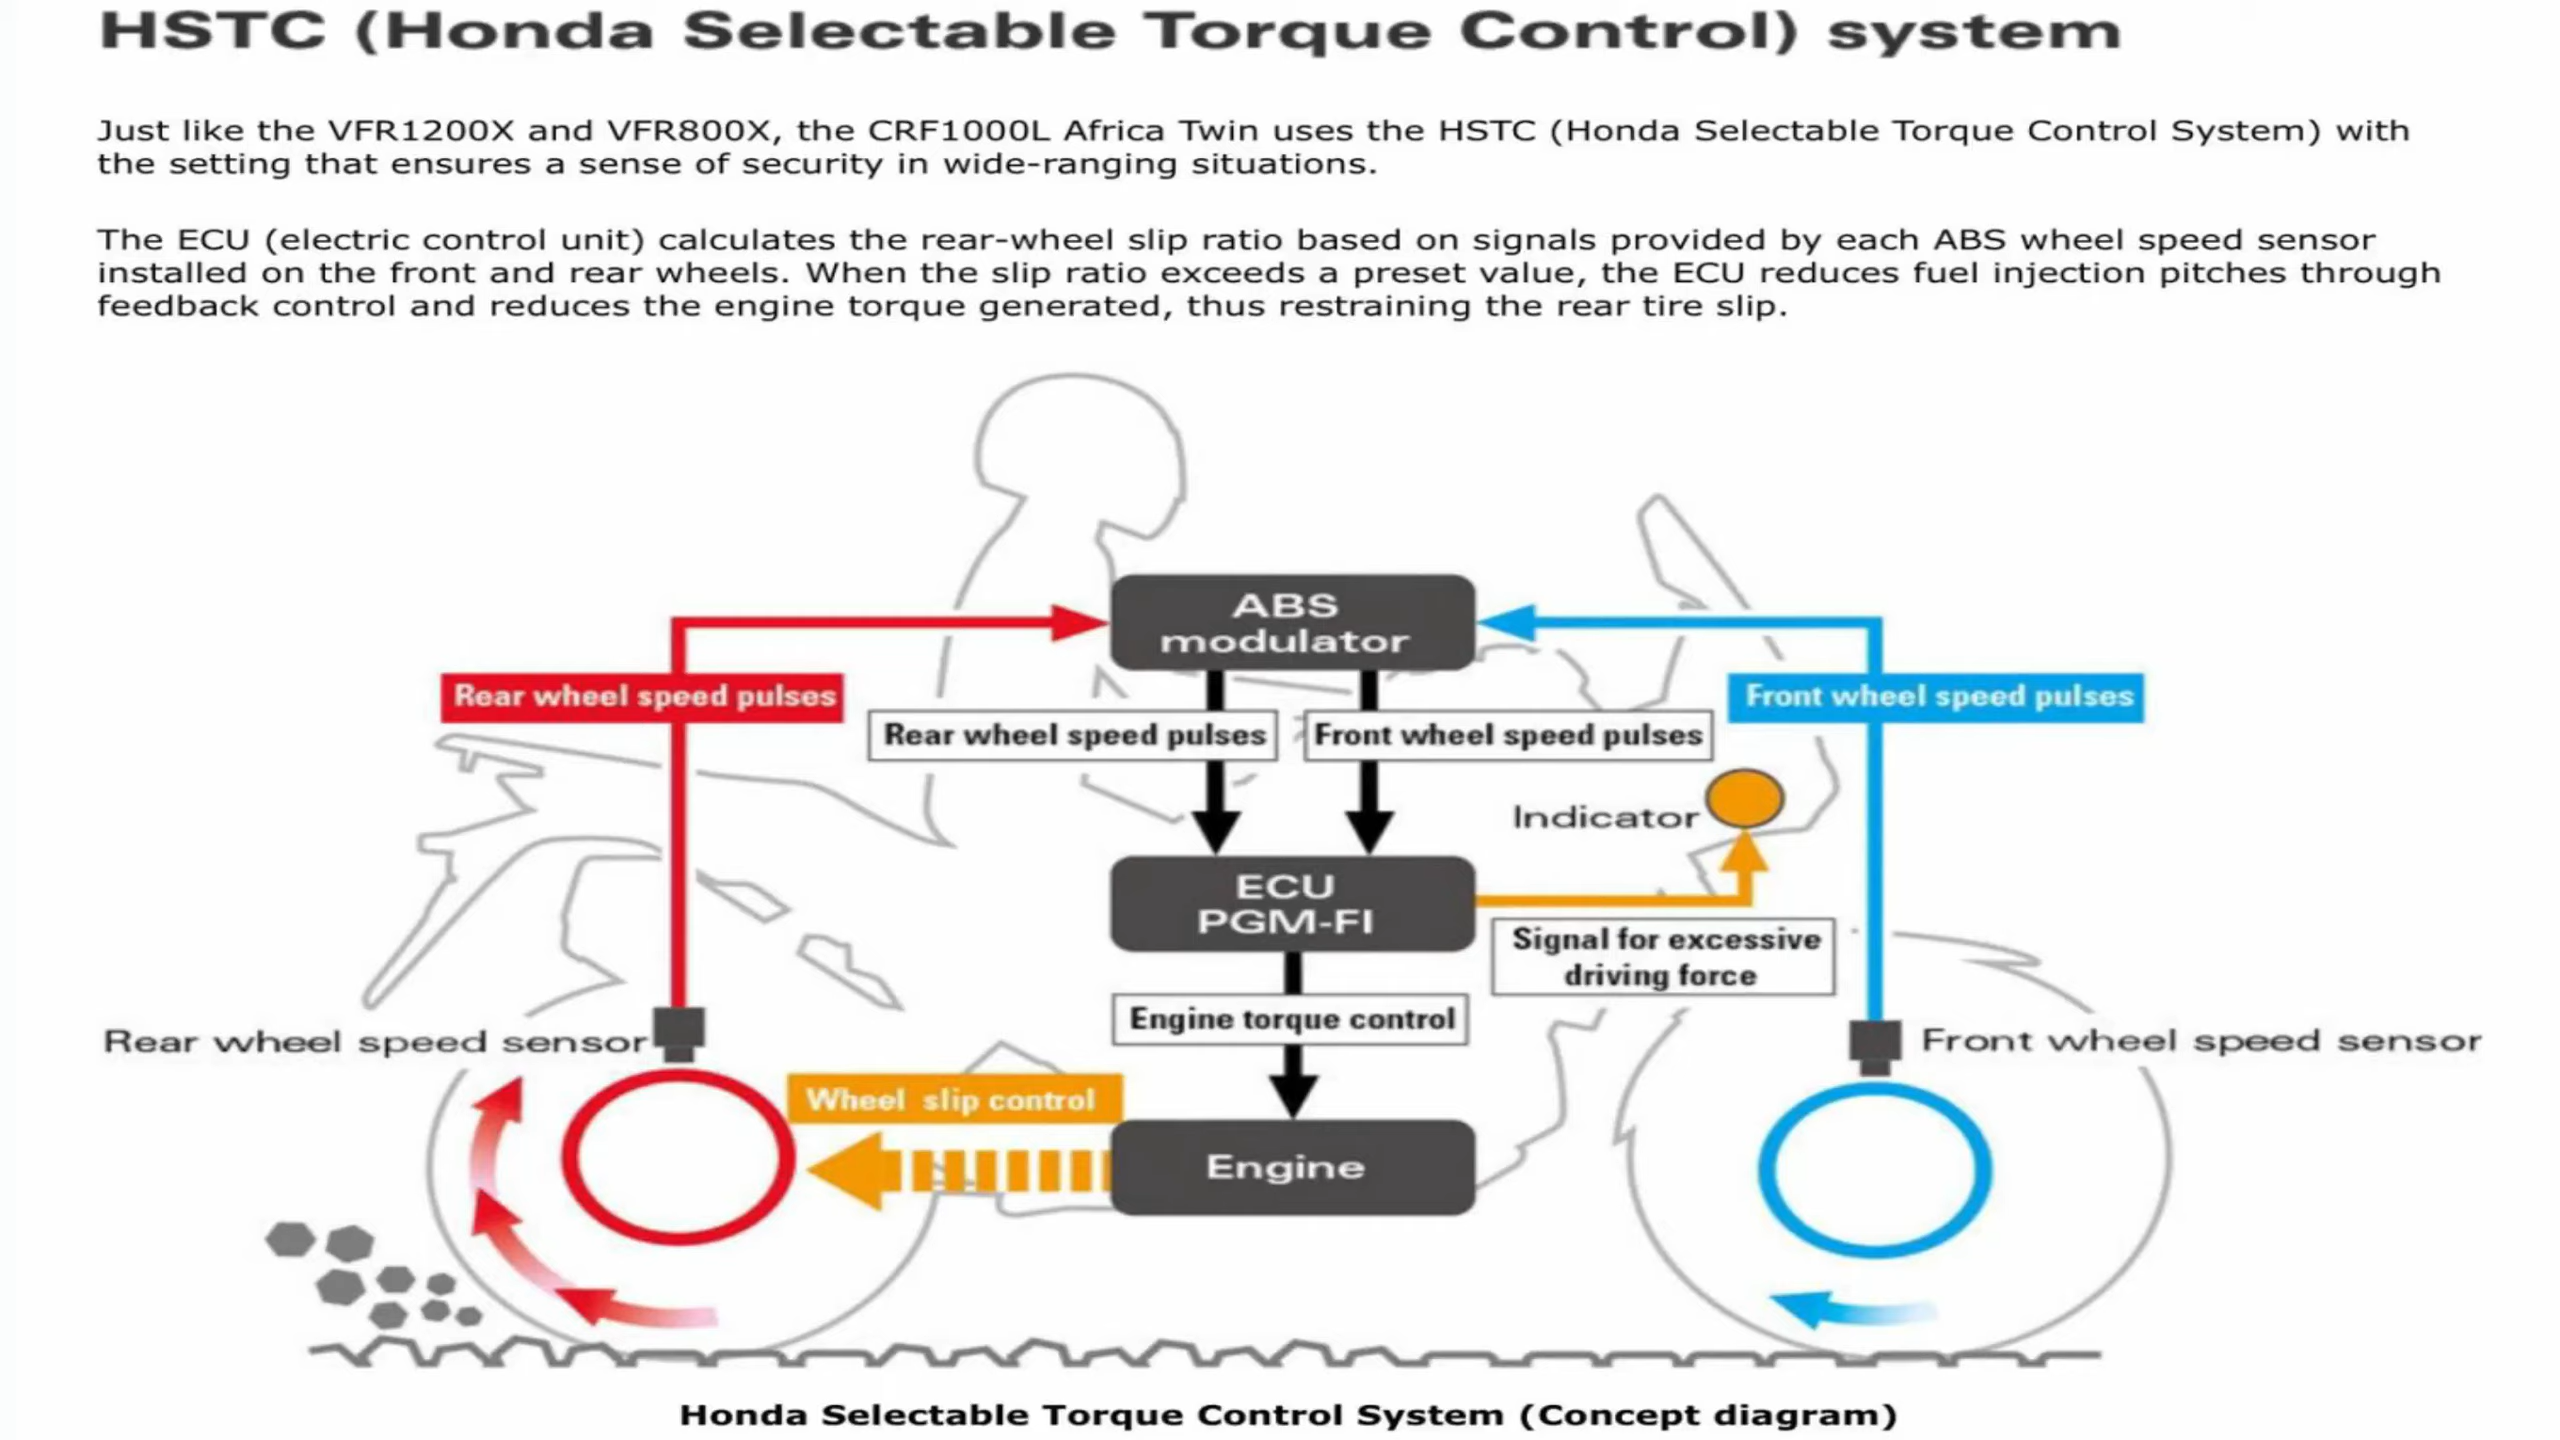 HSTC (Honda Selectable Torque Control) system
Just like the VFR1200X and VFR800X, the CRF1000L Africa Twin uses the HSTC (Honda Selectable Torque Control System) with
the setting that ensures a sense of security in wide-ranging situations.
The ECU (electric control unit) calculates the rear-wheel slip ratio based on signals provided by each ABS wheel speed sensor
installed on the front and rear wheels. When the slip ratio exceeds a preset value, the ECU reduces fuel injection pitches through
feedback control and reduces the engine torque generated, thus restraining the rear tire slip.
ABS
modulator
Rear wheel speed pulses
Front wheel speed pulses
Rear wheel speed pulses
Front wheel speed pulses
Indicator
ECU
PGM-FI
Signal for excessive
driving force
Engine torque control
Rear wheel speed sensor
Front wheel speed sensor
Wheel slip control
Engine
Honda Selectable Torque Control System (Concept diagram)